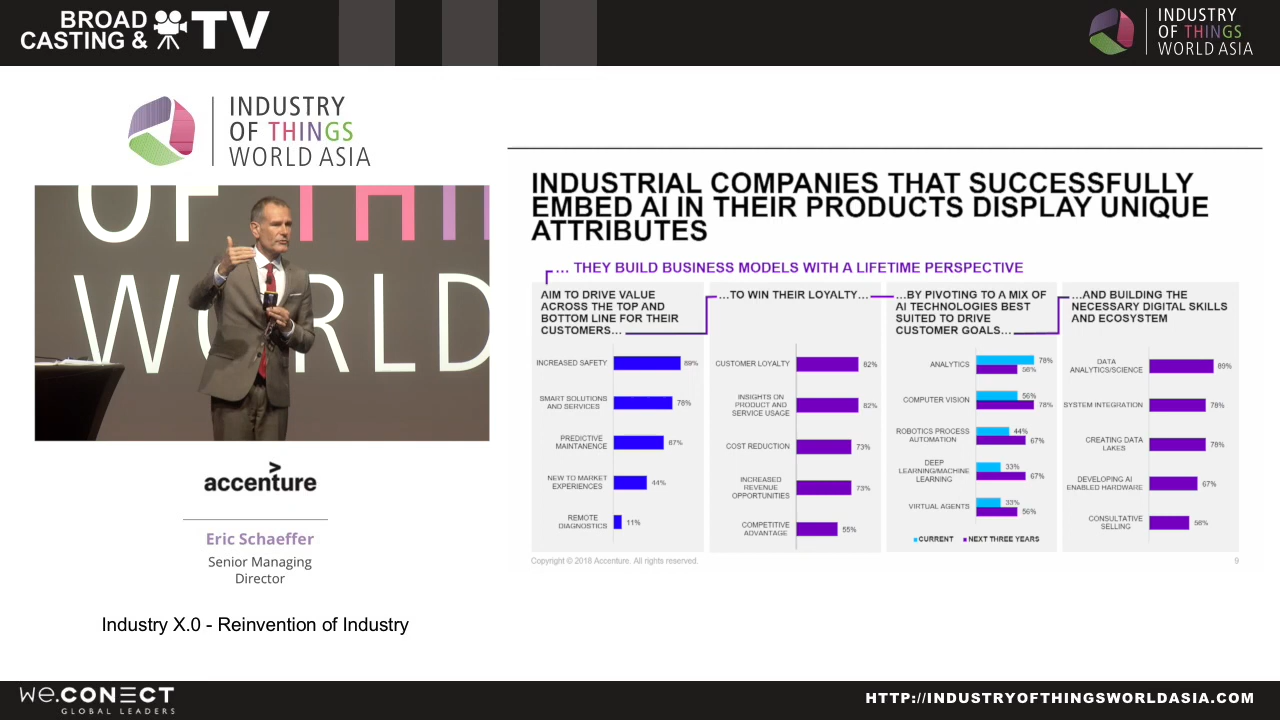 BROAD
CASTING & TV
INDUSTRY
OF THINGS
WORLD ASIA
INDUSTRY
OF THINGS
WORLD ASIA
OF THI
WORLD
accenture
Eric Schaeffer
Senior Managing
Director
Industry X.0 - Reinvention of Industry
INDUSTRIAL COMPANIES THAT SUCCESSFULLY
EMBED AI IN THEIR PRODUCTS DISPLAY UNIQUE
ATTRIBUTES
... THEY BUILD BUSINESS MODELS WITH A LIFETIME PERSPECTIVE
AIM TO DRIVE VALUE
ACROSS THE TOP AND
BOTTOM LINE FOR THEIR
CUSTOMERS...
INCREASED SAFETY 89%
SMART SOLUTIONS
AND SERVICES 78%
PREDICTIVE
MAINTANENCE 67%
NEW TO MARKET
EXPERIENCES 44%
REMOTE
DIAGNOSTICS 11%
...TO WIN THEIR LOYALTY...
CUSTOMER LOYALTY 82%
INSIGHTS ON
PRODUCT AND
SERVICE USAGE 82%
COST REDUCTION 73%
INCREASED
REVENUE
OPPORTUNITIES 73%
COMPETITIVE
ADVANTAGE 55%
...BY PIVOTING TO A MIX OF
AI TECHNOLOGIES BEST
SUITED TO DRIVE
CUSTOMER GOALS...
ANALYTICS 78%
56%
COMPUTER VISION 56%
78%
ROBOTICS PROCESS
AUTOMATION 44%
67%
DEEP
LEARNING/MACHINE
LEARNING 33%
67%
VIRTUAL AGENTS 33%
56%
CURRENT NEXT THREE YEARS
...AND BUILDING THE
NECESSARY DIGITAL SKILLS
AND ECOSYSTEM
DATA
ANALYTICS/SCIENCE 89%
SYSTEM INTEGRATION 78%
CREATING DATA
LAKES 78%
DEVELOPING AI
ENABLED HARDWARE 67%
CONSULTATIVE
SELLING 56%
Copyright © 2018 Accenture. All rights reserved. 9
we.CONECT
GLOBAL LEADERS
HTTP://INDUSTRYOFTHINGSWORLDASIA.COM